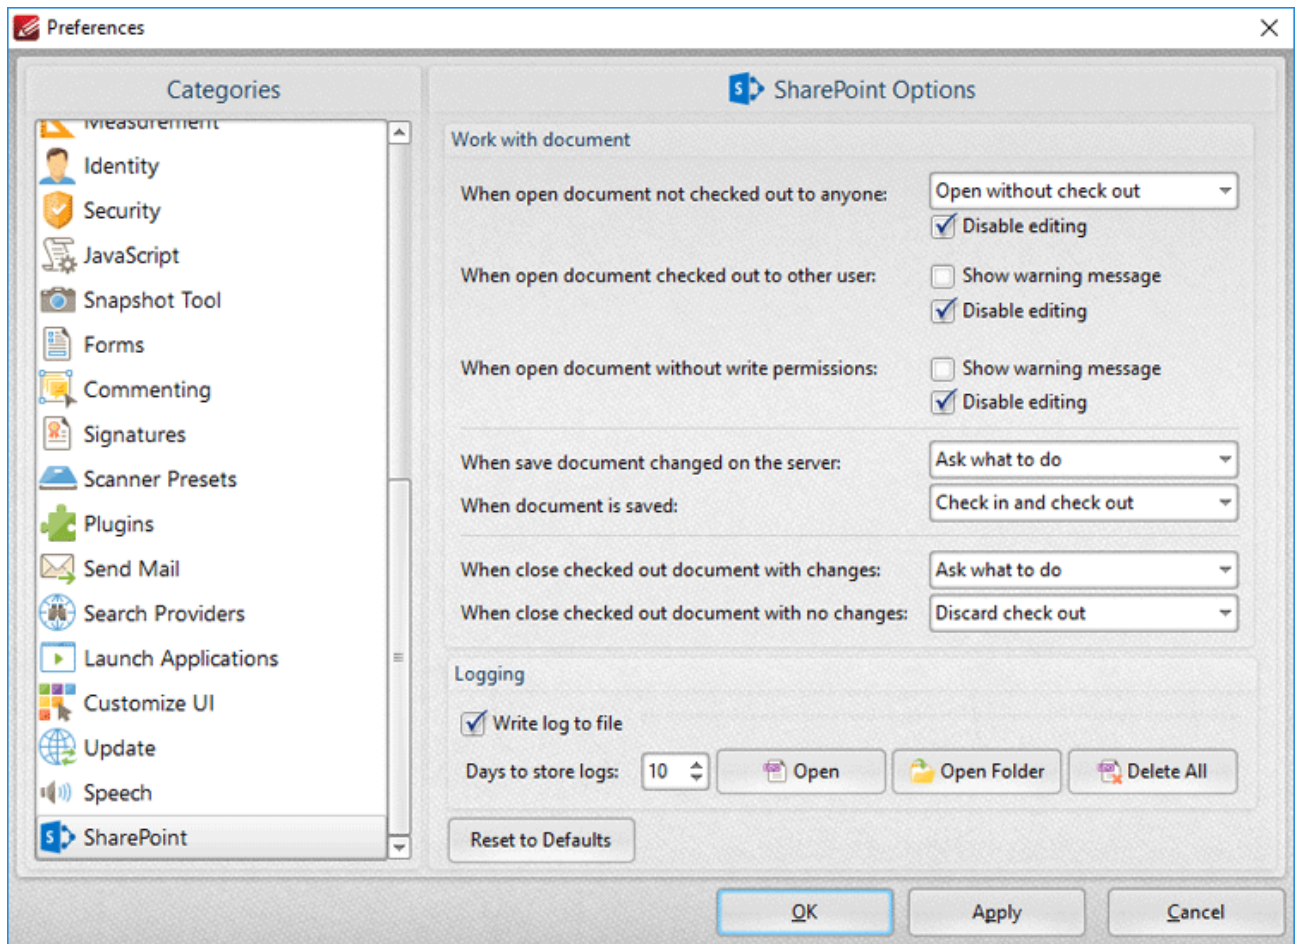 Preferences
Categories
Measurement
Identity
Security
JavaScript
Snapshot Tool
Forms
Commenting
Signatures
Scanner Presets
Plugins
Send Mail
Search Providers
Launch Applications
Customize UI
Update
Speech
SharePoint
SharePoint Options
Work with document
When open document not checked out to anyone: Open without check out
Disable editing
When open document checked out to other user: Show warning message
Disable editing
When open document without write permissions: Show warning message
Disable editing
When save document changed on the server: Ask what to do
When document is saved: Check in and check out
When close checked out document with changes: Ask what to do
When close checked out document with no changes: Discard check out
Logging
Write log to file
Days to store logs: 10 Open Open Folder Delete All
Reset to Defaults
OK Apply Cancel